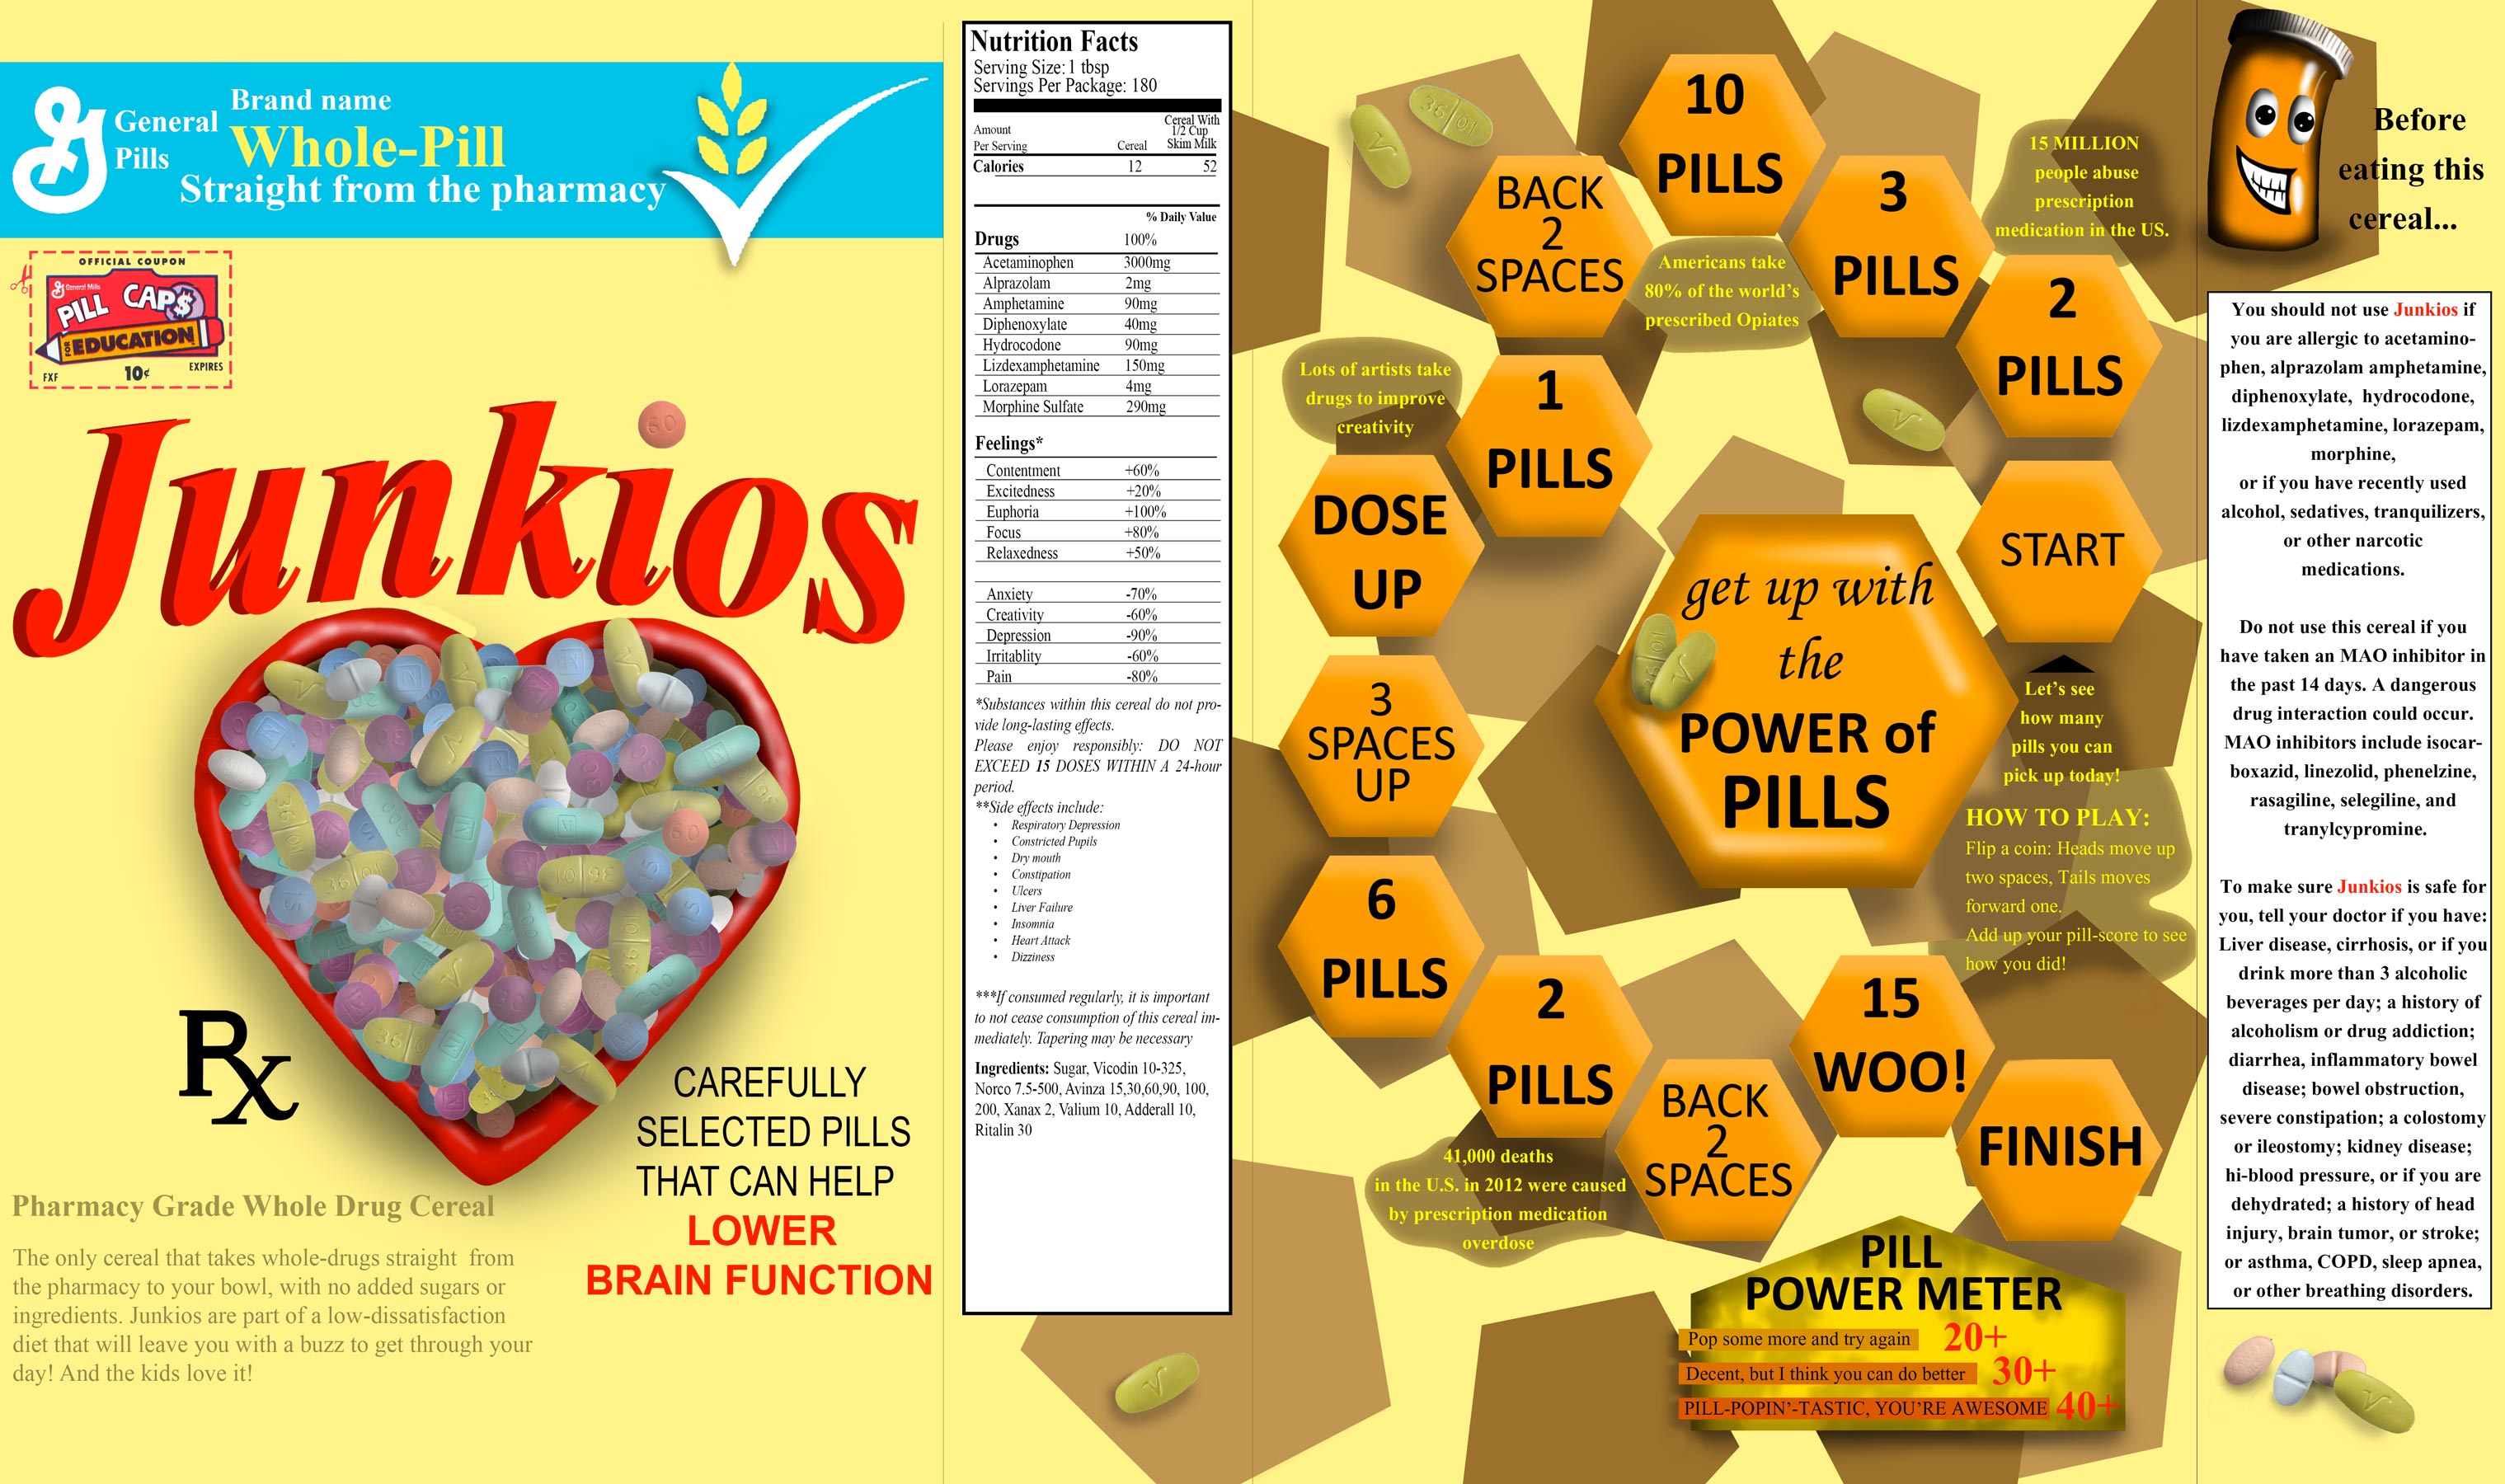 General
Pills
Brand name
Whole-Pill
Straight from the pharmacy
OFFICIAL COUPON
General Mills
PILL CAP$
FOR EDUCATION
FXF
10¢
EXPIRES
Junkios
60
Rx
CAREFULLY
SELECTED PILLS
THAT CAN HELP
LOWER
BRAIN FUNCTION
Pharmacy Grade Whole Drug Cereal
The only cereal that takes whole-drugs straight from
the pharmacy to your bowl, with no added sugars or
ingredients. Junkios are part of a low-dissatisfaction
diet that will leave you with a buzz to get through your
day! And the kids love it!
Nutrition Facts
Serving Size: 1 tbsp
Servings Per Package: 180
Amount
Per Serving
Cereal
Cereal With
1/2 Cup
Skim Milk
Calories 12 52
% Daily Value
Drugs 100%
Acetaminophen 3000mg
Alprazolam 2mg
Amphetamine 90mg
Diphenoxylate 40mg
Hydrocodone 90mg
Lizdexamphetamine 150mg
Lorazepam 4mg
Morphine Sulfate 290mg
Feelings*
Contentment +60%
Excitedness +20%
Euphoria +100%
Focus +80%
Relaxedness +50%
Anxiety -70%
Creativity -60%
Depression -90%
Irritablity -60%
Pain -80%
*Substances within this cereal do not pro-
vide long-lasting effects.
Please enjoy responsibly: DO NOT
EXCEED 15 DOSES WITHIN A 24-hour
period.
**Side effects include:
• Respiratory Depression
• Constricted Pupils
• Dry mouth
• Constipation
• Ulcers
• Liver Failure
• Insomnia
• Heart Attack
• Dizziness
***If consumed regularly, it is important
to not cease consumption of this cereal im-
mediately. Tapering may be necessary
Ingredients: Sugar, Vicodin 10-325,
Norco 7.5-500, Avinza 15,30,60,90, 100,
200, Xanax 2, Valium 10, Adderall 10,
Ritalin 30
10
PILLS
BACK
2
SPACES
3
PILLS
2
PILLS
START
1
PILLS
DOSE
UP
3
SPACES
UP
6
PILLS
2
PILLS
BACK
2
SPACES
15
WOO!
FINISH
get up with
the
POWER of
PILLS
15 MILLION
people abuse
prescription
medication in the US.
Americans take
80% of the world's
prescribed Opiates
Lots of artists take
drugs to improve
creativity
Let's see
how many
pills you can
pick up today!
HOW TO PLAY:
Flip a coin: Heads move up
two spaces, Tails moves
forward one.
Add up your pill-score to see
how you did!
41,000 deaths
in the U.S. in 2012 were caused
by prescription medication
overdose
PILL
POWER METER
Pop some more and try again 20+
Decent, but I think you can do better 30+
PILL-POPIN'-TASTIC, YOU'RE AWESOME 40+
Before
eating this
cereal...
You should not use Junkios if
you are allergic to acetamino-
phen, alprazolam amphetamine,
diphenoxylate, hydrocodone,
lizdexamphetamine, lorazepam,
morphine,
or if you have recently used
alcohol, sedatives, tranquilizers,
or other narcotic
medications.
Do not use this cereal if you
have taken an MAO inhibitor in
the past 14 days. A dangerous
drug interaction could occur.
MAO inhibitors include isocar-
boxazid, linezolid, phenelzine,
rasagiline, selegiline, and
tranylcypromine.
To make sure Junkios is safe for
you, tell your doctor if you have:
Liver disease, cirrhosis, or if you
drink more than 3 alcoholic
beverages per day; a history of
alcoholism or drug addiction;
diarrhea, inflammatory bowel
disease; bowel obstruction,
severe constipation; a colostomy
or ileostomy; kidney disease;
hi-blood pressure, or if you are
dehydrated; a history of head
injury, brain tumor, or stroke;
or asthma, COPD, sleep apnea,
or other breathing disorders.